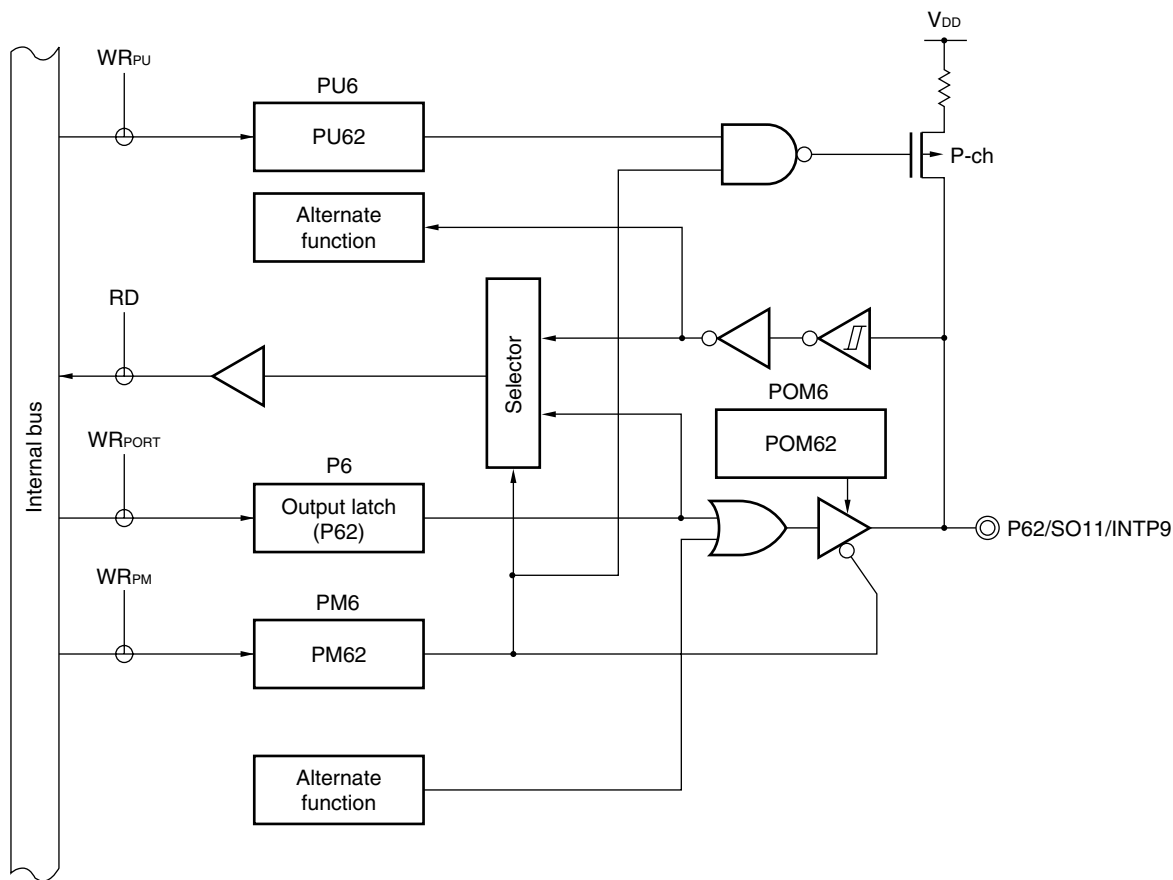 VDD
WRPU
PU6
PU62
P-ch
Alternate
function
RD
Selector
POM6
POM62
Internal bus
WRPORT
P6
Output latch
(P62)
P62/SO11/INTP9
WRPM
PM6
PM62
Alternate
function